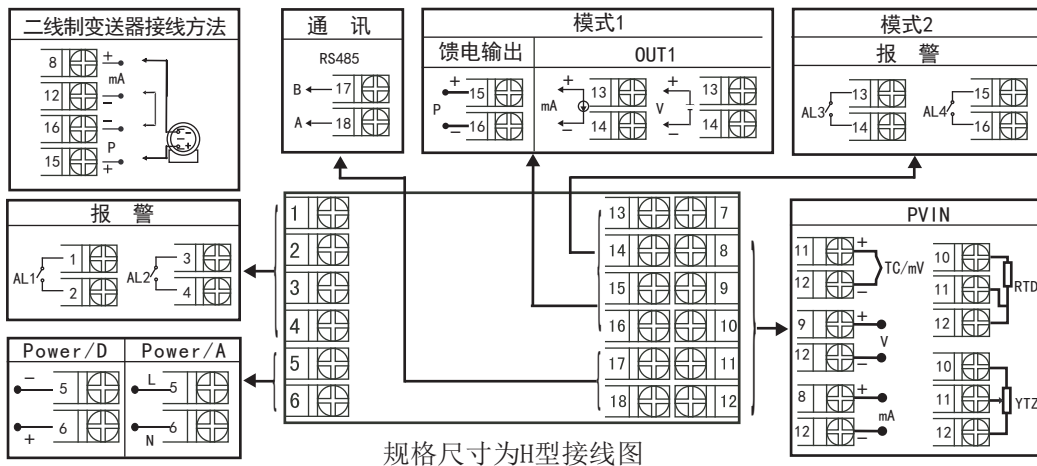 二线制变送器接线方法
8 + mA
12 −
16 −
15 P +
通 讯
RS485
B 17
A 18
模式1
馈电输出 OUT1
+ 15 P
− 16
+ 13 mA
− 14
+ 13 V
− 14
模式2
报 警
AL3 13 14
AL4 15 16
报 警
AL1 1 2
AL2 3 4
Power/D Power/A
− 5 L 5
+ 6 N 6
1
2
3
4
5
6
13 7
14 8
15 9
16 10
17 11
18 12
PVIN
11 + TC/mV
12 −
9 + V
12 −
8 + mA
12 −
10
11 RTD
12
10
11 YTZ
12
规格尺寸为H型接线图